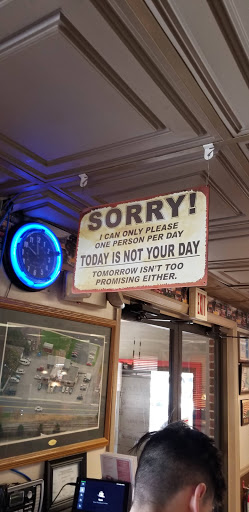 SORRY!
I CAN ONLY PLEASE
ONE PERSON PER DAY
TODAY IS NOT YOUR DAY
TOMORROW ISN'T TOO
PROMISING EITHER.